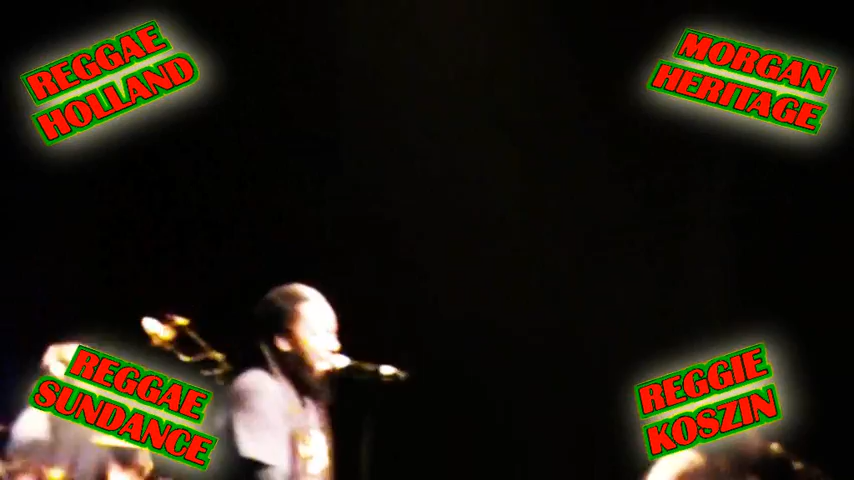 REGGAE
HOLLAND
MORGAN
HERITAGE
REGGAE
SUNDANCE
REGGIE
KOSZIN